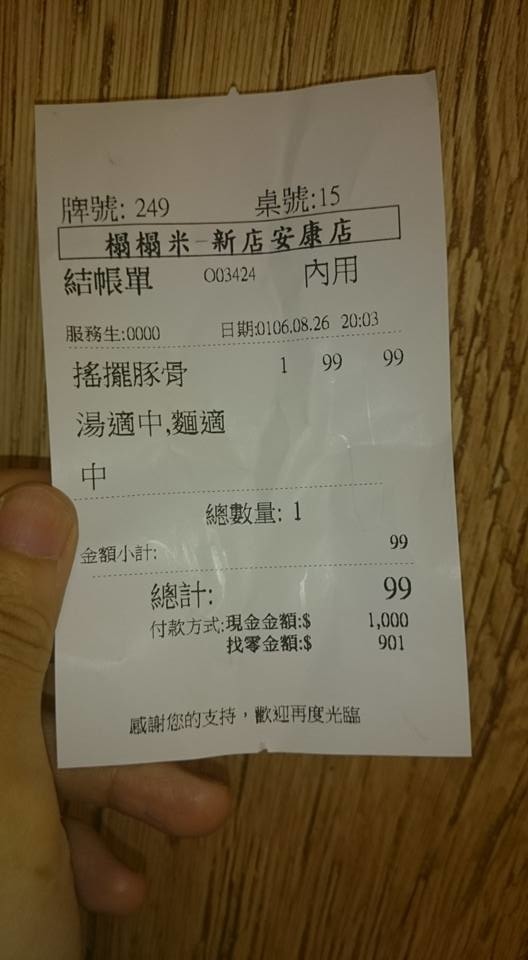 牌號: 249 桌號:15
榻榻米-新店安康店
結帳單 O03424 內用
服務生:0000 日期:0106.08.26 20:03
搖擺豚骨 1 99 99
湯適中,麵適
中
總數量: 1
金額小計: 99
總計: 99
付款方式:現金金額:$ 1,000
找零金額:$ 901
感謝您的支持，歡迎再度光臨